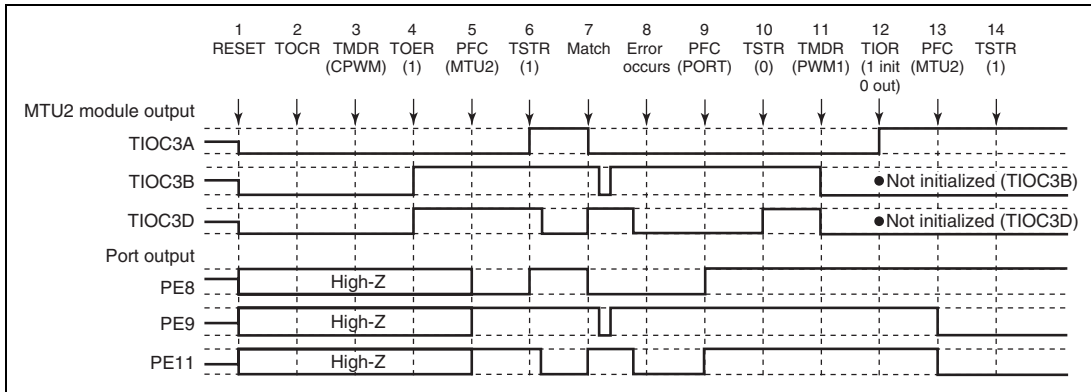 1 2 3 4 5 6 7 8 9 10 11 12 13 14
RESET TOCR TMDR TOER PFC TSTR Match Error PFC TSTR TMDR TIOR PFC TSTR
(CPWM) (1) (MTU2) (1) occurs (PORT) (0) (PWM1) (1 init (MTU2) (1)
0 out)
MTU2 module output
TIOC3A
TIOC3B ●Not initialized (TIOC3B)
TIOC3D ●Not initialized (TIOC3D)
Port output
PE8 High-Z
PE9 High-Z
PE11 High-Z